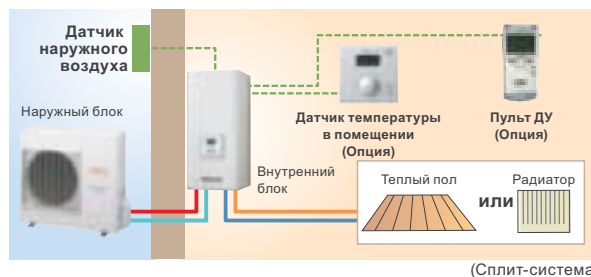 Датчик
наружного
воздуха
Наружный блок
Датчик температуры
в помещении
(Опция)
Пульт ДУ
(Опция)
Внутренний
блок
Теплый пол
или
Радиатор
(Сплит-система